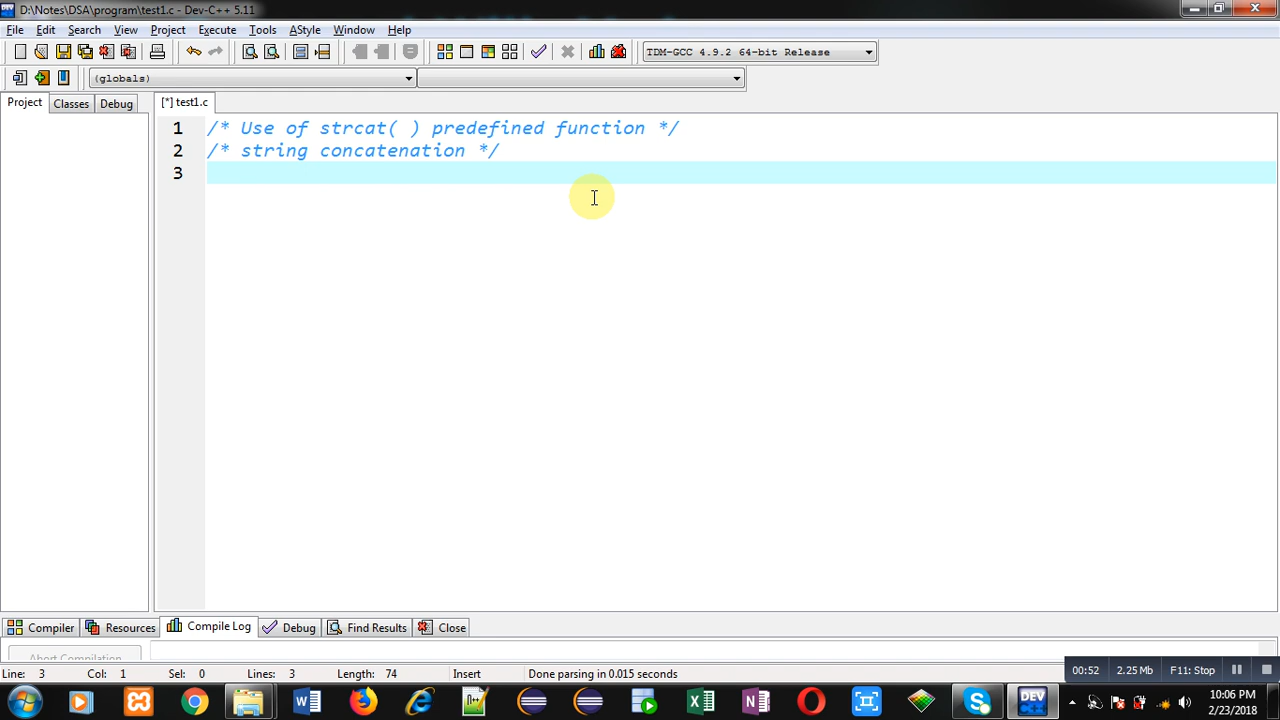 D:\Notes\DSA\program\test1.c - Dev-C++ 5.11
File Edit Search View Project Execute Tools AStyle Window Help
TDM-GCC 4.9.2 64-bit Release
(globals)
Project Classes Debug [*] test1.c
1 /* Use of strcat( ) predefined function */
2 /* string concatenation */
3
Compiler Resources Compile Log Debug Find Results Close
Abort Compilation
Line: 3 Col: 1 Sel: 0 Lines: 3 Length: 74 Insert Done parsing in 0.015 seconds
00:52 2.25 Mb F11: Stop
DEV
10:06 PM
2/23/2018